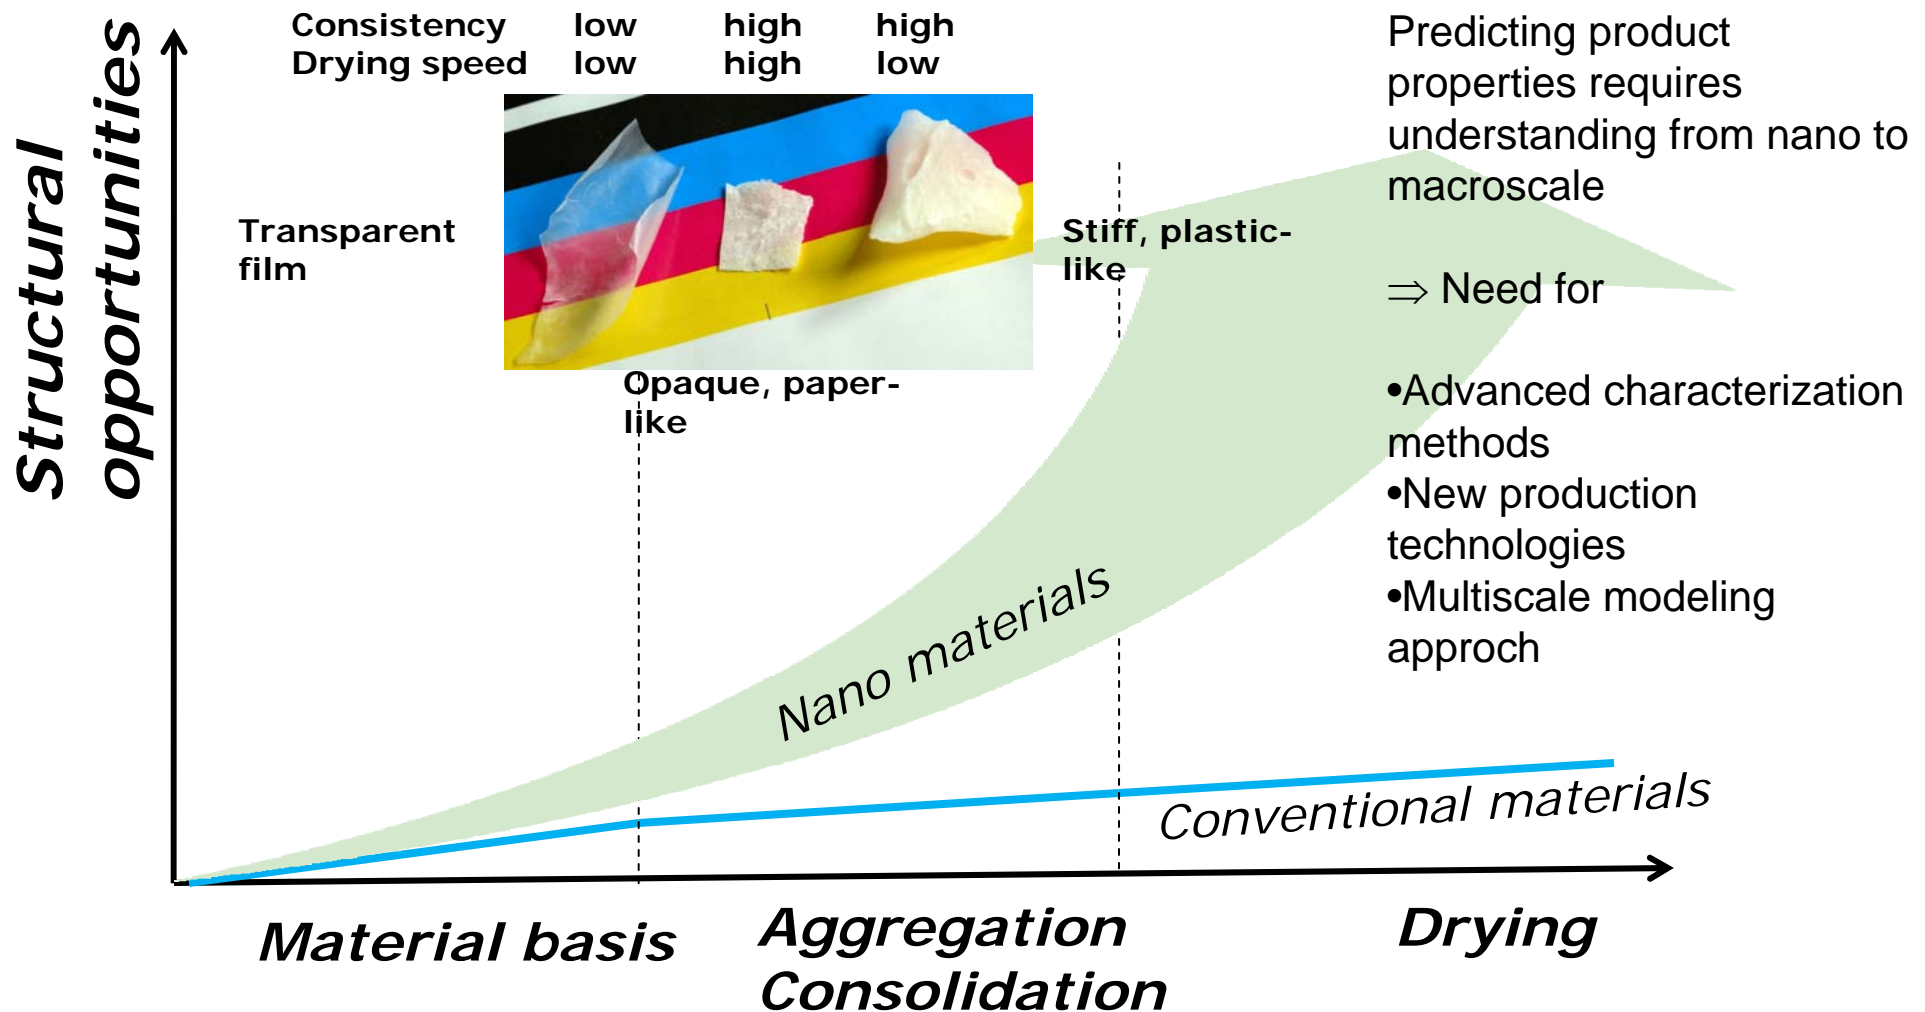 Structural
opportunities
Consistency low high high
Drying speed low high low
Transparent
film
Opaque, paper-
like
Stiff, plastic-
like
Predicting product
properties requires
understanding from nano to
macroscale
⇒ Need for
•Advanced characterization
methods
•New production
technologies
•Multiscale modeling
approch
Nano materials
Conventional materials
Material basis
Aggregation
Consolidation
Drying